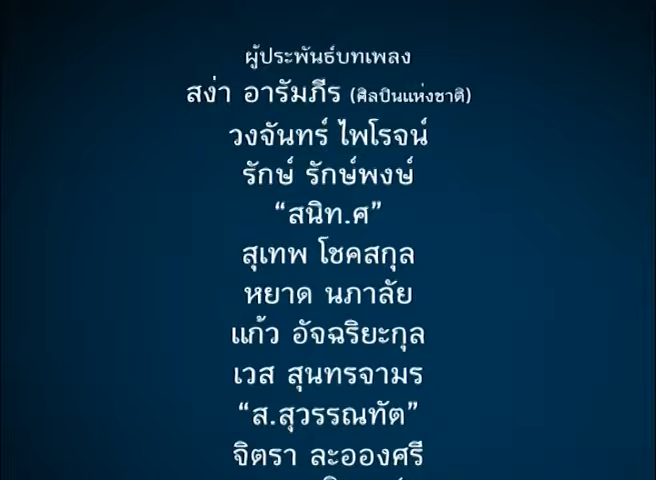 ผู้ประพันธ์บทเพลง
สง่า อารัมภีร (ศิลปินแห่งชาติ)
วงจันทร์ ไพโรจน์
รักษ์ รักษ์พงษ์
“สนิท.ศ”
สุเทพ โชคสกุล
หยาด นภาลัย
แก้ว อัจฉริยะกุล
เวส สุนทรจามร
“ส.สุวรรณทัต”
จิตรา ละอองศรี